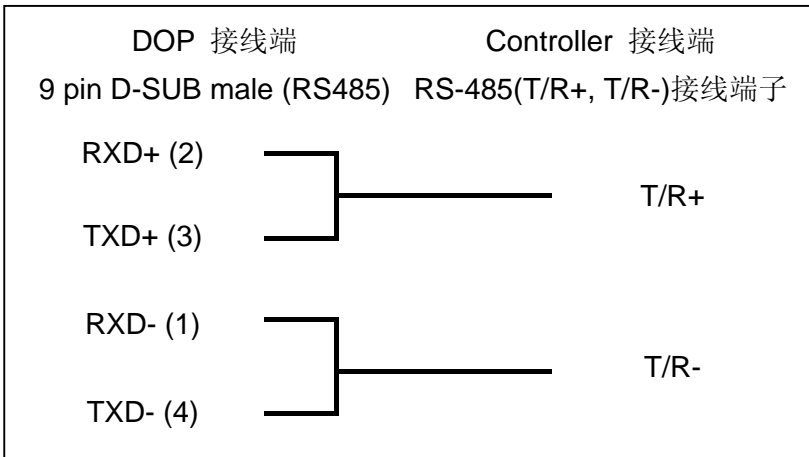 DOP 接线端 Controller 接线端
9 pin D-SUB male (RS485) RS-485(T/R+, T/R-)接线端子
RXD+ (2)
T/R+
TXD+ (3)
RXD- (1)
T/R-
TXD- (4)